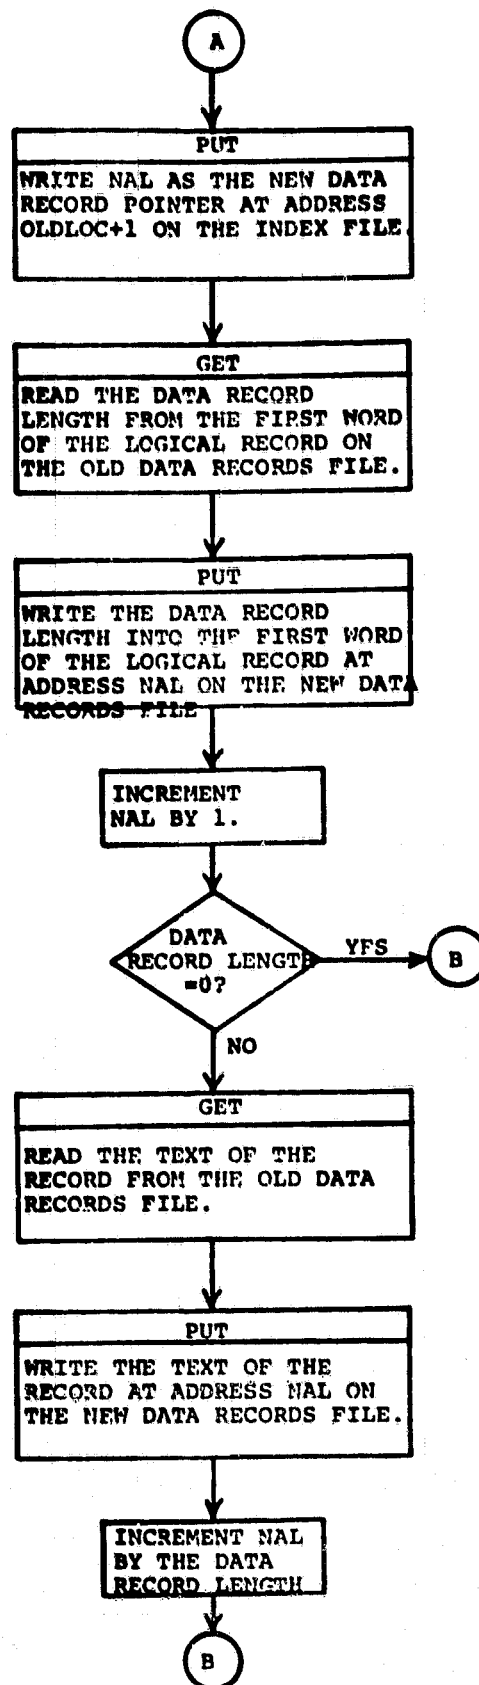 A
PUT
WRITE NAL AS THE NEW DATA
RECORD POINTER AT ADDRESS
OLDLOC+1 ON THE INDEX FILE
GET
READ THE DATA RECORD
LENGTH FROM THE FIRST WORD
OF THE LOGICAL RECORD ON
THE OLD DATA RECORDS FILE.
PUT
WRITE THE DATA RECORD
LENGTH INTO THE FIRST WORD
OF THE LOGICAL RECORD AT
ADDRESS NAL ON THE NEW DATA
RECORDS FILE
INCREMENT
NAL BY 1.
DATA
RECORD LENGTH
=0?
YES
B
NO
GET
READ THE TEXT OF THE
RECORD FROM THE OLD DATA
RECORDS FILE.
PUT
WRITE THE TEXT OF THE
RECORD AT ADDRESS NAL ON
THE NEW DATA RECORDS FILE.
INCREMENT NAL
BY THE DATA
RECORD LENGTH
B